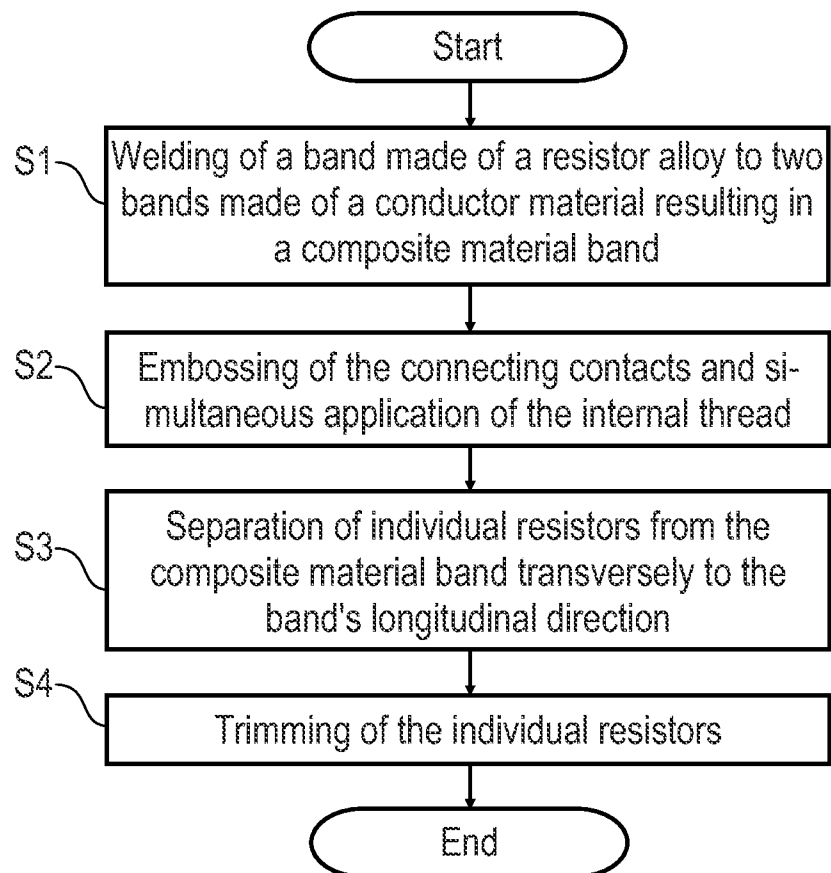 Start
S1
Welding of a band made of a resistor alloy to two
bands made of a conductor material resulting in
a composite material band
S2
Embossing of the connecting contacts and si-
multaneous application of the internal thread
S3
Separation of individual resistors from the
composite material band transversely to the
band's longitudinal direction
S4
Trimming of the individual resistors
End